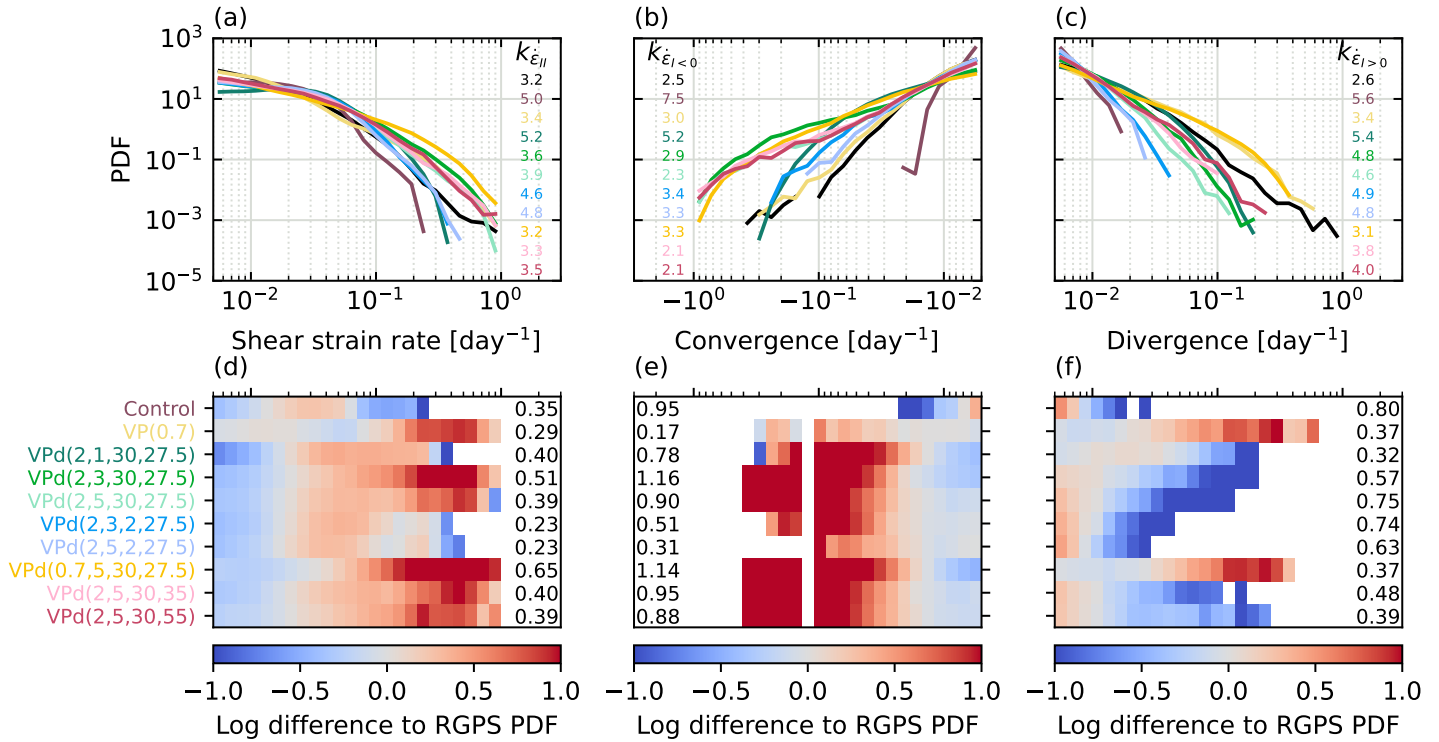 (a)
10³
10¹
10⁻¹
10⁻³
10⁻⁵
PDF
k_ε̇_II
3.2
5.0
3.4
5.2
3.6
3.9
4.6
4.8
3.2
3.3
3.5
10⁻² 10⁻¹ 10⁰
Shear strain rate [day⁻¹]
(b)
k_ε̇_I<0
2.5
7.5
3.0
5.2
2.9
2.3
3.4
3.3
3.3
2.1
2.1
−10⁰ −10⁻¹ −10⁻²
Convergence [day⁻¹]
(c)
k_ε̇_I>0
2.6
5.6
3.4
5.4
4.8
4.6
4.9
4.8
3.1
3.8
4.0
10⁻² 10⁻¹ 10⁰
Divergence [day⁻¹]
(d)
Control 0.35
VP(0.7) 0.29
VPd(2,1,30,27.5) 0.40
VPd(2,3,30,27.5) 0.51
VPd(2,5,30,27.5) 0.39
VPd(2,3,2,27.5) 0.23
VPd(2,5,2,27.5) 0.23
VPd(0.7,5,30,27.5) 0.65
VPd(2,5,30,35) 0.40
VPd(2,5,30,55) 0.39
−1.0 −0.5 0.0 0.5 1.0
Log difference to RGPS PDF
(e)
0.95
0.17
0.78
1.16
0.90
0.51
0.31
1.14
0.95
0.88
−1.0 −0.5 0.0 0.5 1.0
Log difference to RGPS PDF
(f)
0.80
0.37
0.32
0.57
0.75
0.74
0.63
0.37
0.48
0.39
−1.0 −0.5 0.0 0.5 1.0
Log difference to RGPS PDF